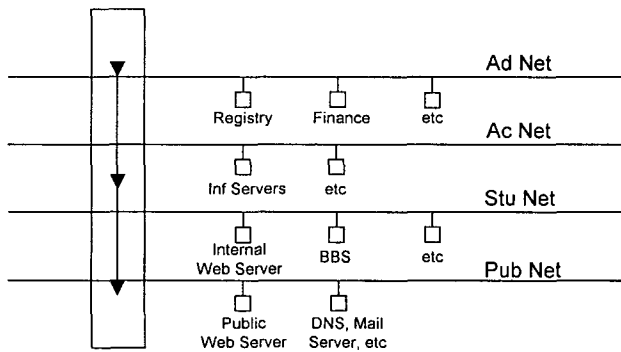 Ad Net
Registry Finance etc
Ac Net
Inf Servers etc
Stu Net
Internal
Web Server BBS etc
Pub Net
Public
Web Server
DNS, Mail
Server, etc